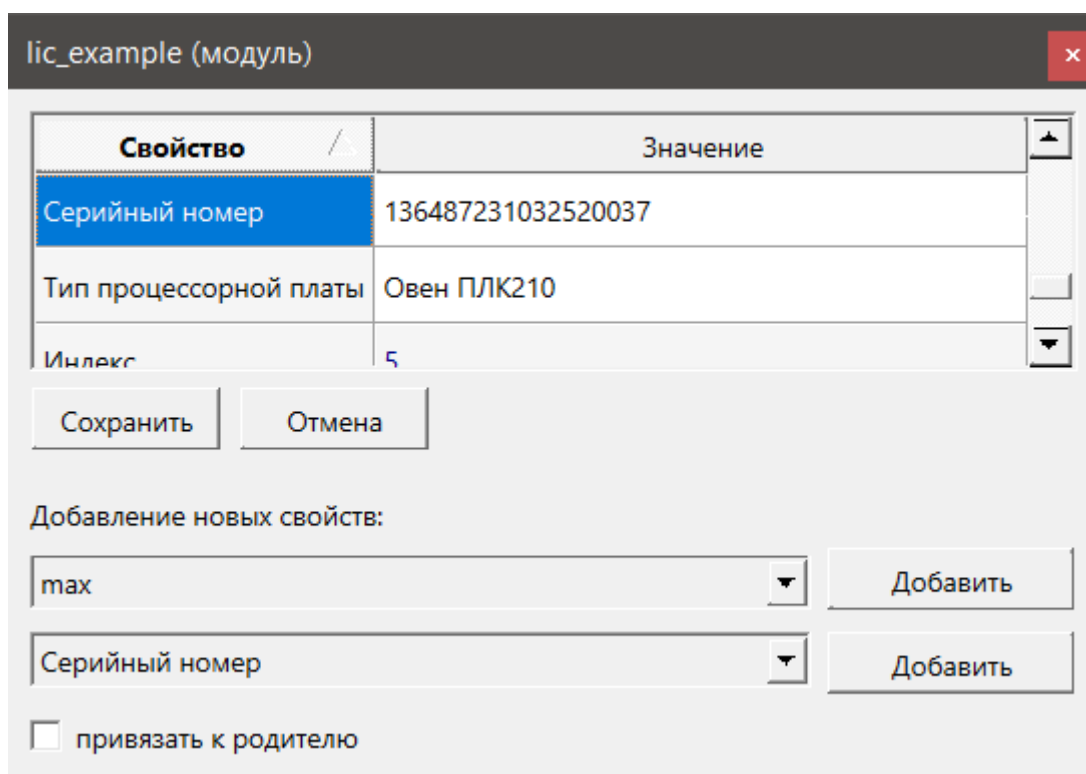 lic_example (модуль)
Свойство Значение
Серийный номер 136487231032520037
Тип процессорной платы Овен ПЛК210
Индекс 5
Сохранить Отмена
Добавление новых свойств:
max Добавить
Серийный номер Добавить
привязать к родителю